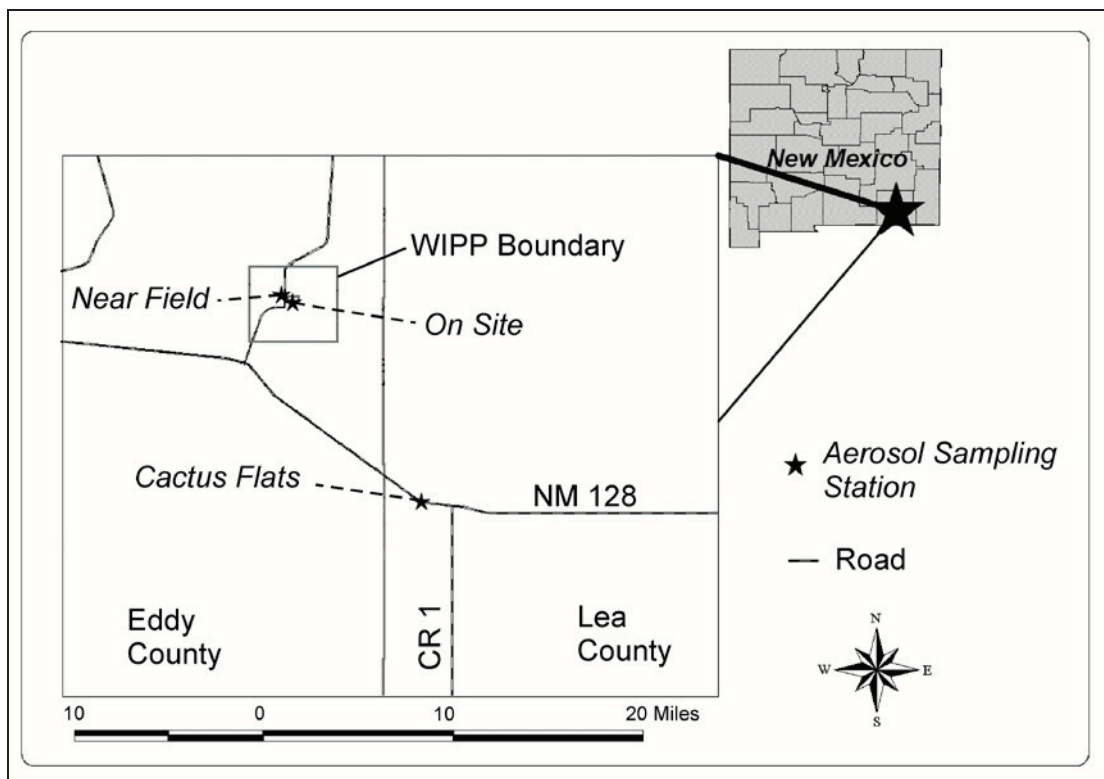 New Mexico
WIPP Boundary
Near Field
On Site
Cactus Flats
NM 128
Aerosol Sampling
Station
Road
Eddy
County
CR 1
Lea
County
N
W
E
S
10
0
10
20 Miles